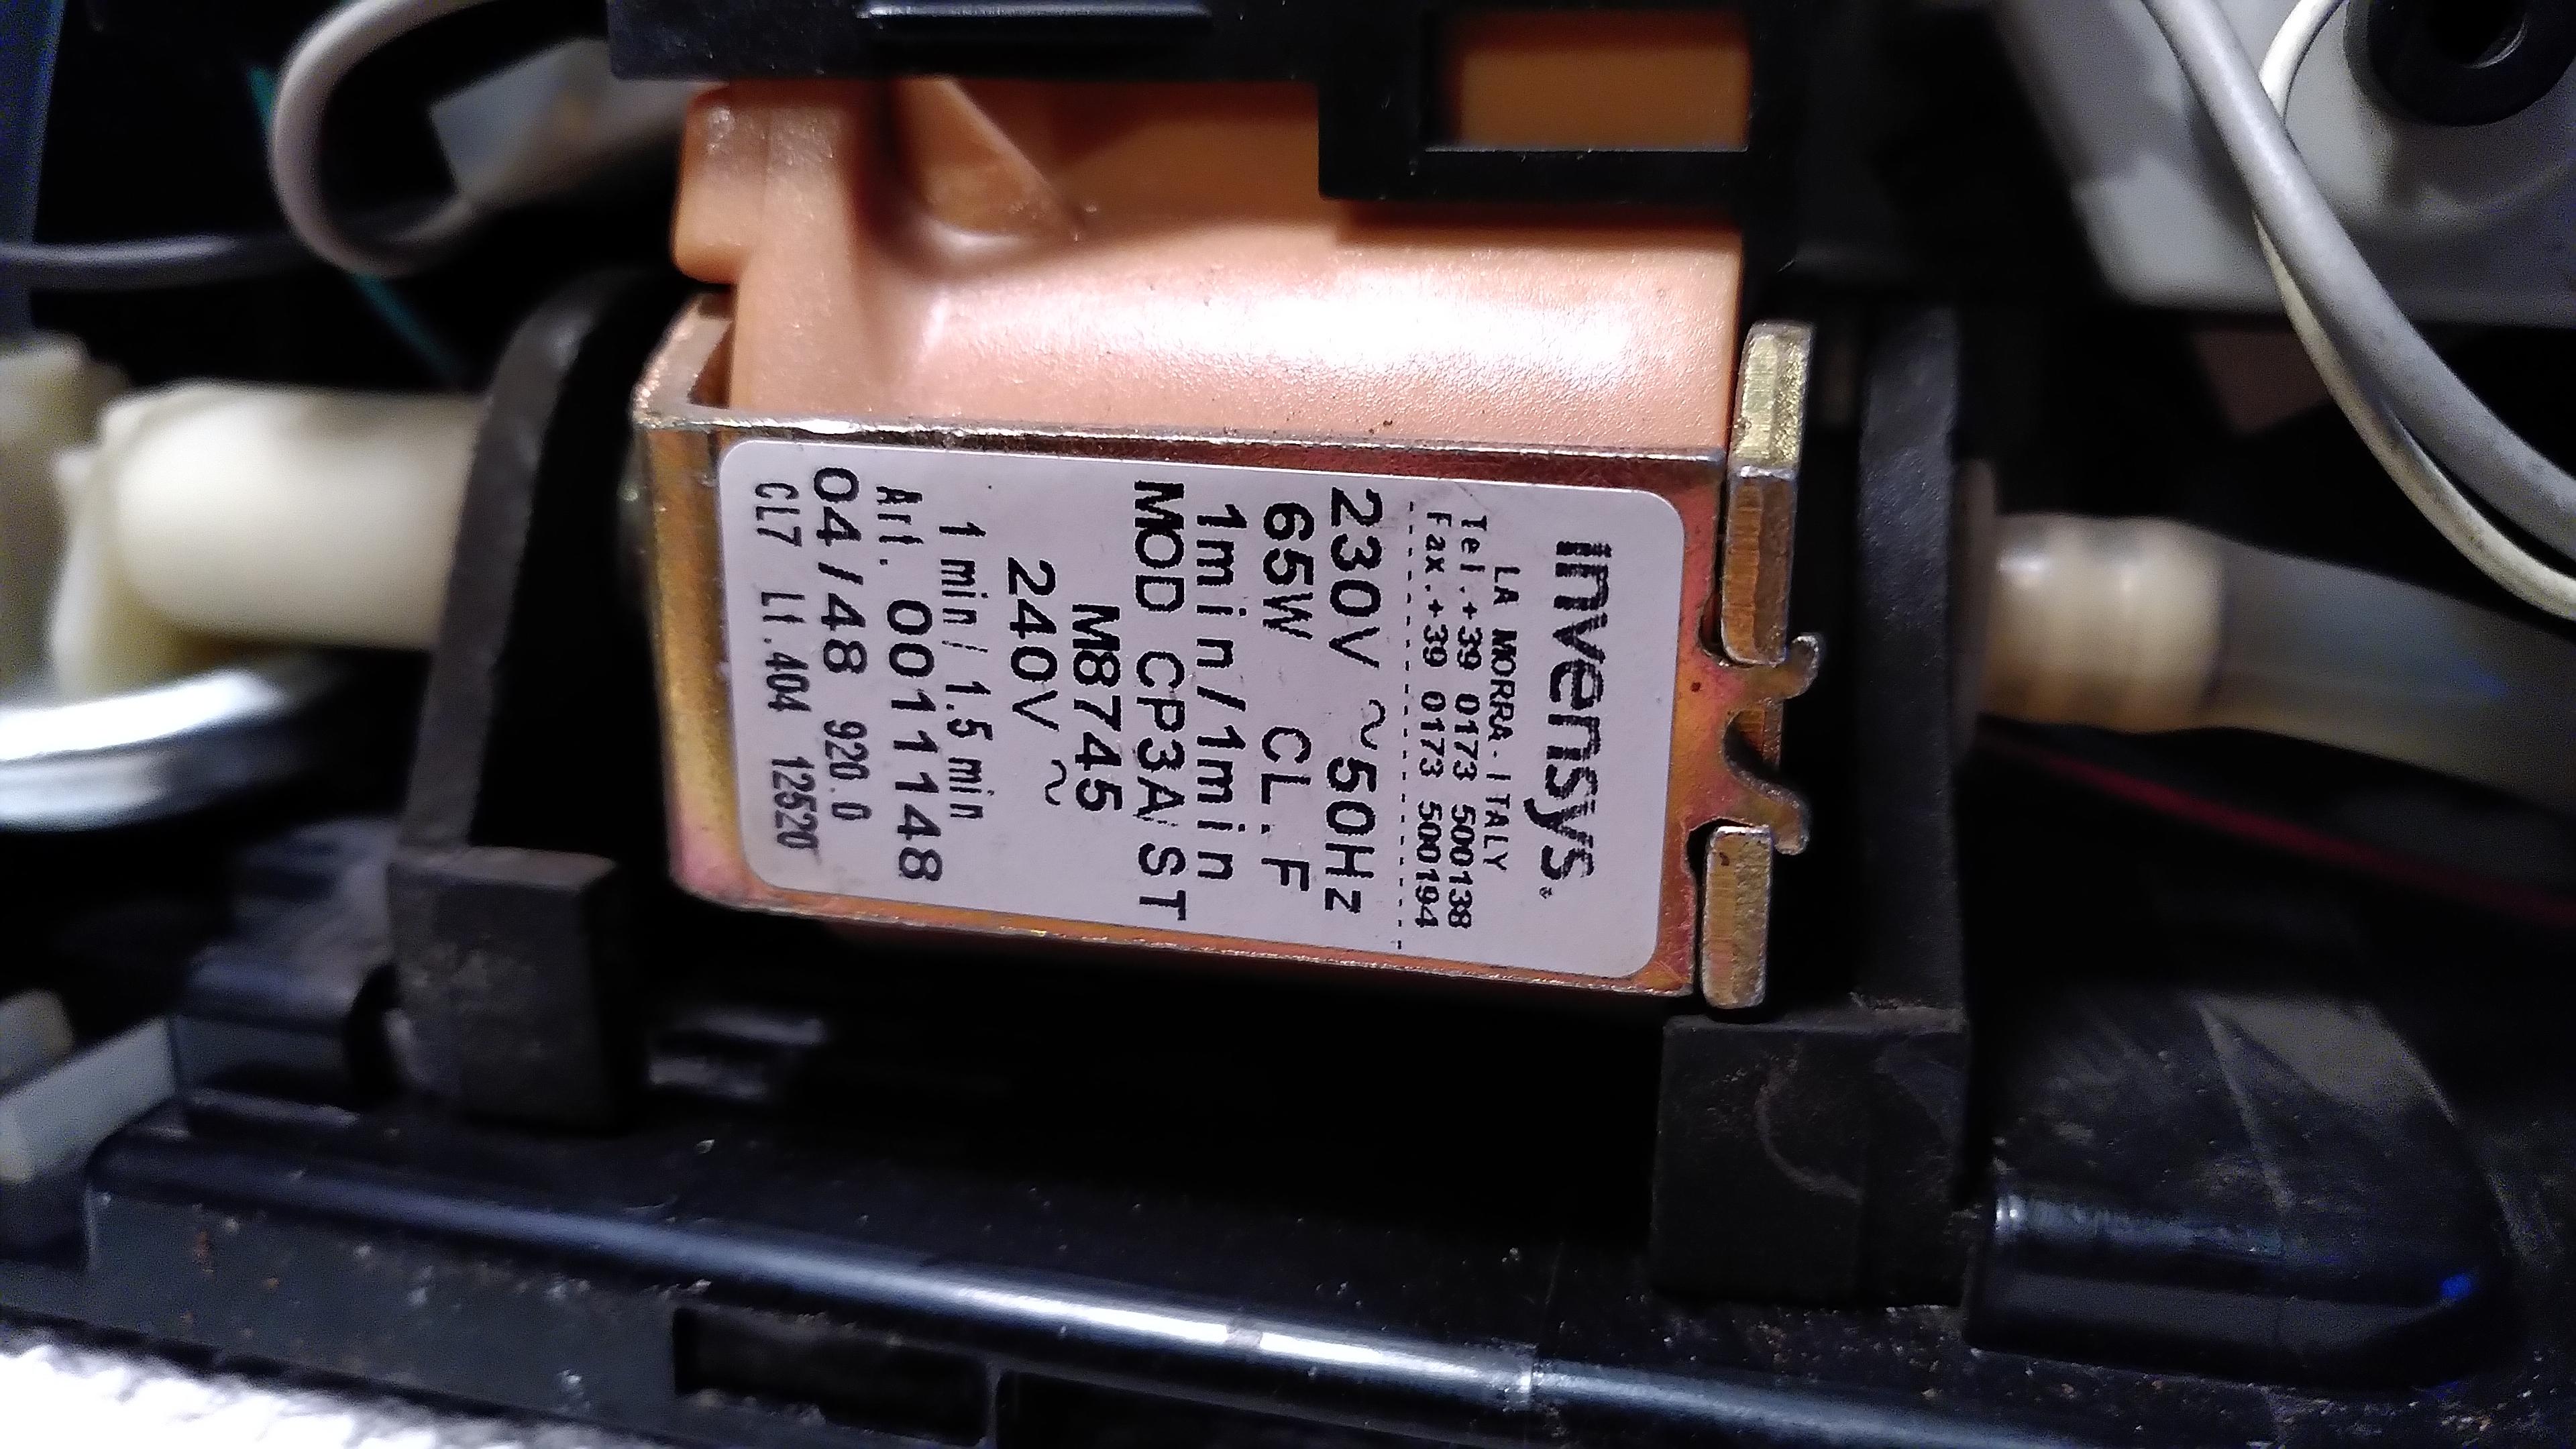 invensys
LA MORRA - ITALY
Tel.+39 0173 500138
Fax.+39 0173 500194
230V ~ 50Hz
65W CL. F
1min/1min
MOD CP3A ST
M8745
240V ~
1 min/ 1.5 min
Art. 0011148
04/48 920.0
CL7 Li.404 12520